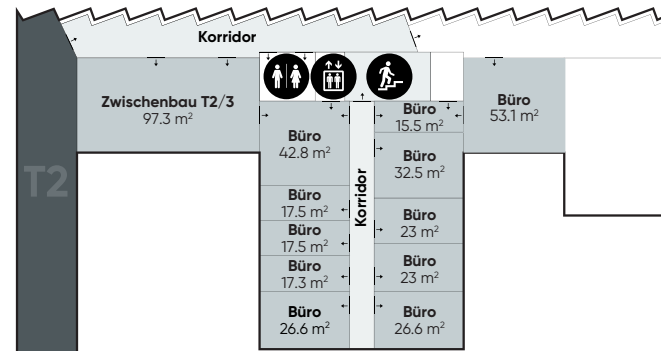 Korridor
Zwischenbau T2/3
97.3 m²
T2
Büro
42.8 m²
Büro
17.5 m²
Büro
17.5 m²
Büro
17.3 m²
Büro
26.6 m²
Korridor
Büro
15.5 m²
Büro
32.5 m²
Büro
23 m²
Büro
23 m²
Büro
26.6 m²
Büro
53.1 m²